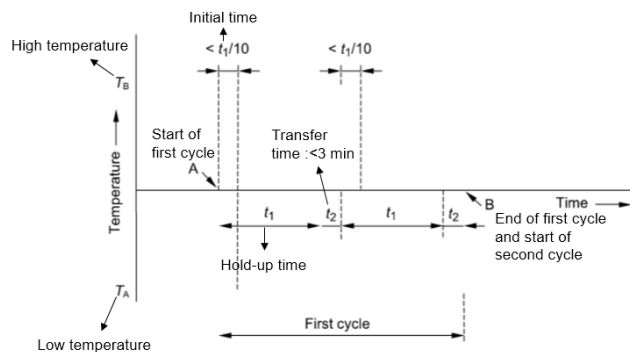 Initial time
High temperature
< t₁/10
< t₁/10
T_B
Start of
first cycle
A
Transfer
time :<3 min
Temperature
Time
B
t₁
t₂
t₁
t₂
End of first cycle
and start of
second cycle
Hold-up time
T_A
First cycle
Low temperature